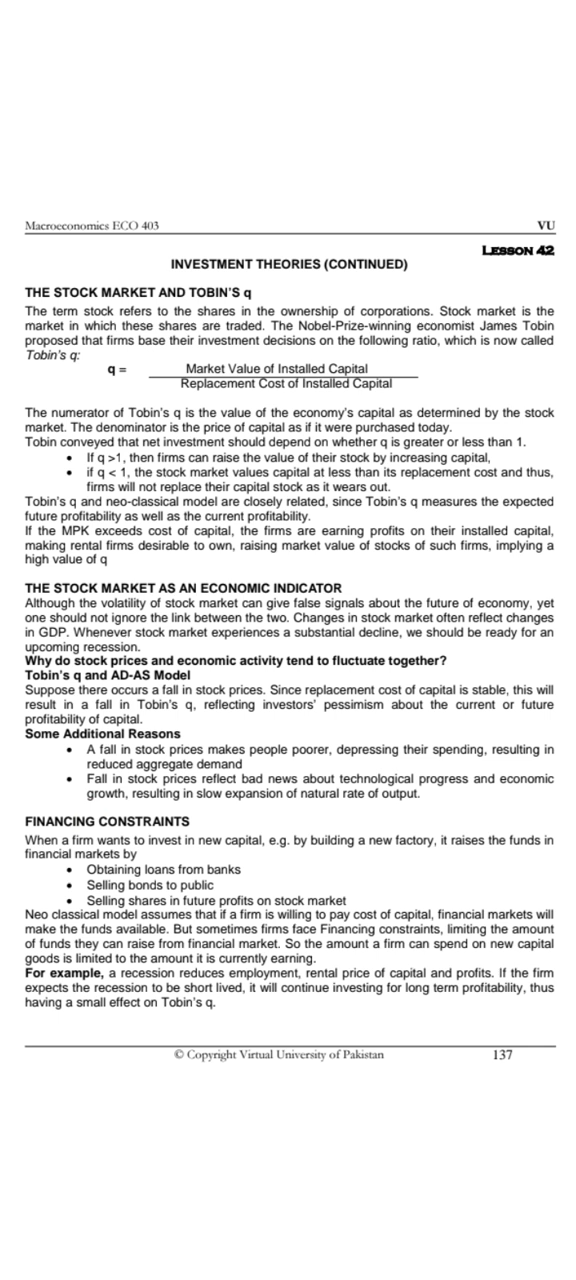 Macroeconomics ECO 403 VU
LESSON 42
INVESTMENT THEORIES (CONTINUED)
THE STOCK MARKET AND TOBIN'S q
The term stock refers to the shares in the ownership of corporations. Stock market is the
market in which these shares are traded. The Nobel-Prize-winning economist James Tobin
proposed that firms base their investment decisions on the following ratio, which is now called
Tobin's q:
q = Market Value of Installed Capital
Replacement Cost of Installed Capital
The numerator of Tobin's q is the value of the economy's capital as determined by the stock
market. The denominator is the price of capital as if it were purchased today.
Tobin conveyed that net investment should depend on whether q is greater or less than 1.
• If q >1, then firms can raise the value of their stock by increasing capital,
• if q < 1, the stock market values capital at less than its replacement cost and thus,
firms will not replace their capital stock as it wears out.
Tobin's q and neo-classical model are closely related, since Tobin's q measures the expected
future profitability as well as the current profitability.
If the MPK exceeds cost of capital, the firms are earning profits on their installed capital,
making rental firms desirable to own, raising market value of stocks of such firms, implying a
high value of q
THE STOCK MARKET AS AN ECONOMIC INDICATOR
Although the volatility of stock market can give false signals about the future of economy, yet
one should not ignore the link between the two. Changes in stock market often reflect changes
in GDP. Whenever stock market experiences a substantial decline, we should be ready for an
upcoming recession.
Why do stock prices and economic activity tend to fluctuate together?
Tobin's q and AD-AS Model
Suppose there occurs a fall in stock prices. Since replacement cost of capital is stable, this will
result in a fall in Tobin's q, reflecting investors' pessimism about the current or future
profitability of capital.
Some Additional Reasons
• A fall in stock prices makes people poorer, depressing their spending, resulting in
reduced aggregate demand
• Fall in stock prices reflect bad news about technological progress and economic
growth, resulting in slow expansion of natural rate of output.
FINANCING CONSTRAINTS
When a firm wants to invest in new capital, e.g. by building a new factory, it raises the funds in
financial markets by
• Obtaining loans from banks
• Selling bonds to public
• Selling shares in future profits on stock market
Neo classical model assumes that if a firm is willing to pay cost of capital, financial markets will
make the funds available. But sometimes firms face Financing constraints, limiting the amount
of funds they can raise from financial market. So the amount a firm can spend on new capital
goods is limited to the amount it is currently earning.
For example, a recession reduces employment, rental price of capital and profits. If the firm
expects the recession to be short lived, it will continue investing for long term profitability, thus
having a small effect on Tobin's q.
© Copyright Virtual University of Pakistan 137